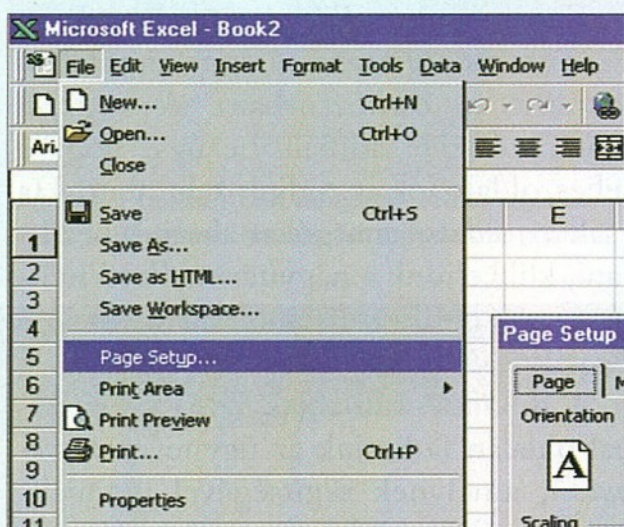 Microsoft Excel - Book2
File Edit View Insert Format Tools Data Window Help
New... Ctrl+N
Open... Ctrl+O
Close
Save Ctrl+S
Save As...
Save as HTML...
Save Workspace...
Page Setup...
Print Area
Print Preview
Print... Ctrl+P
Properties
Ari
E
1
2
3
4
5
6
7
8
9
10
11
Page Setup
Page M
Orientation
A
Scaling